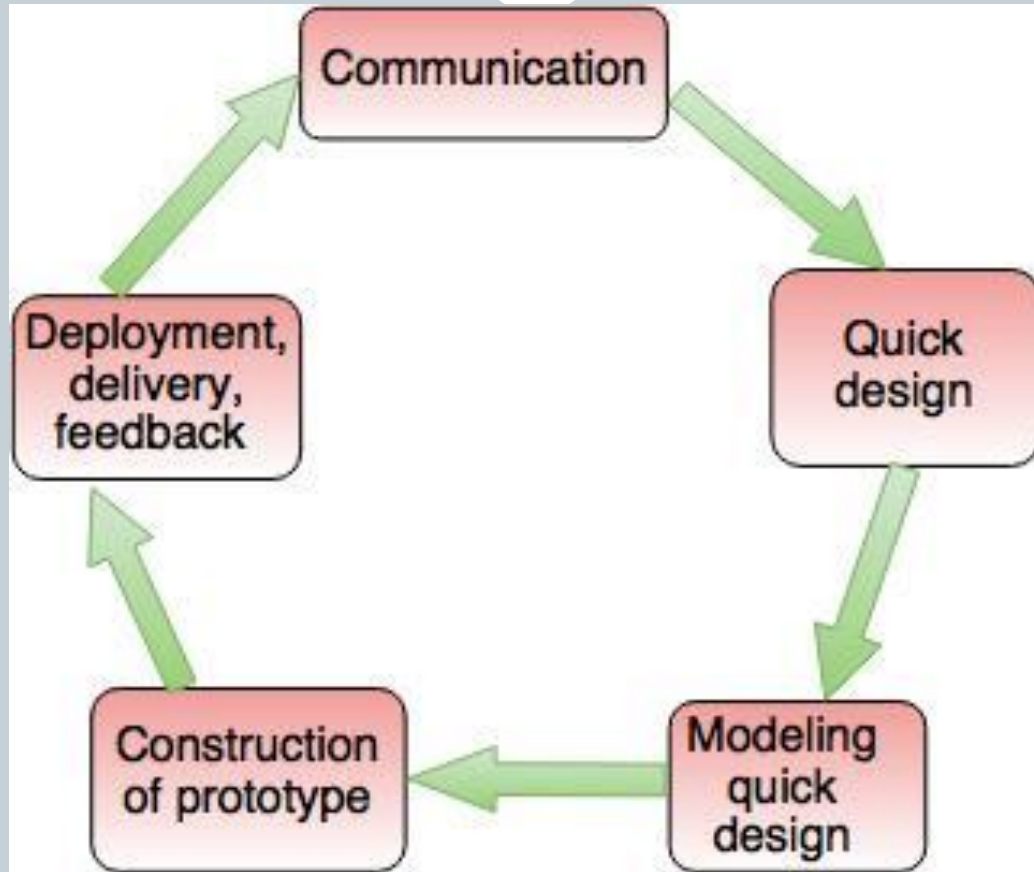 Communication
Quick
design
Modeling
quick
design
Construction
of prototype
Deployment,
delivery,
feedback